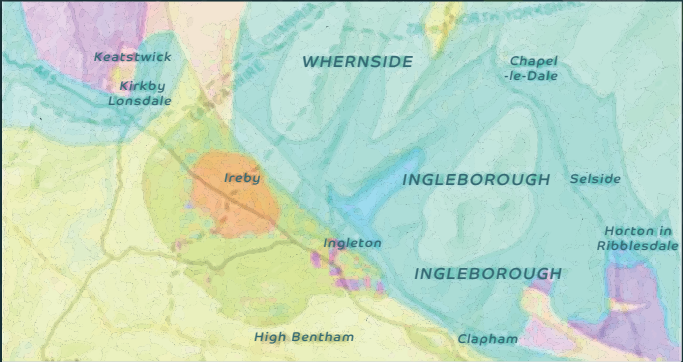 Keatstwick
Kirkby
Lonsdale
WHERNSIDE
Chapel
-le-Dale
Ireby
INGLEBOROUGH
Selside
Ingleton
Horton in
Ribblesdale
INGLEBOROUGH
High Bentham
Clapham